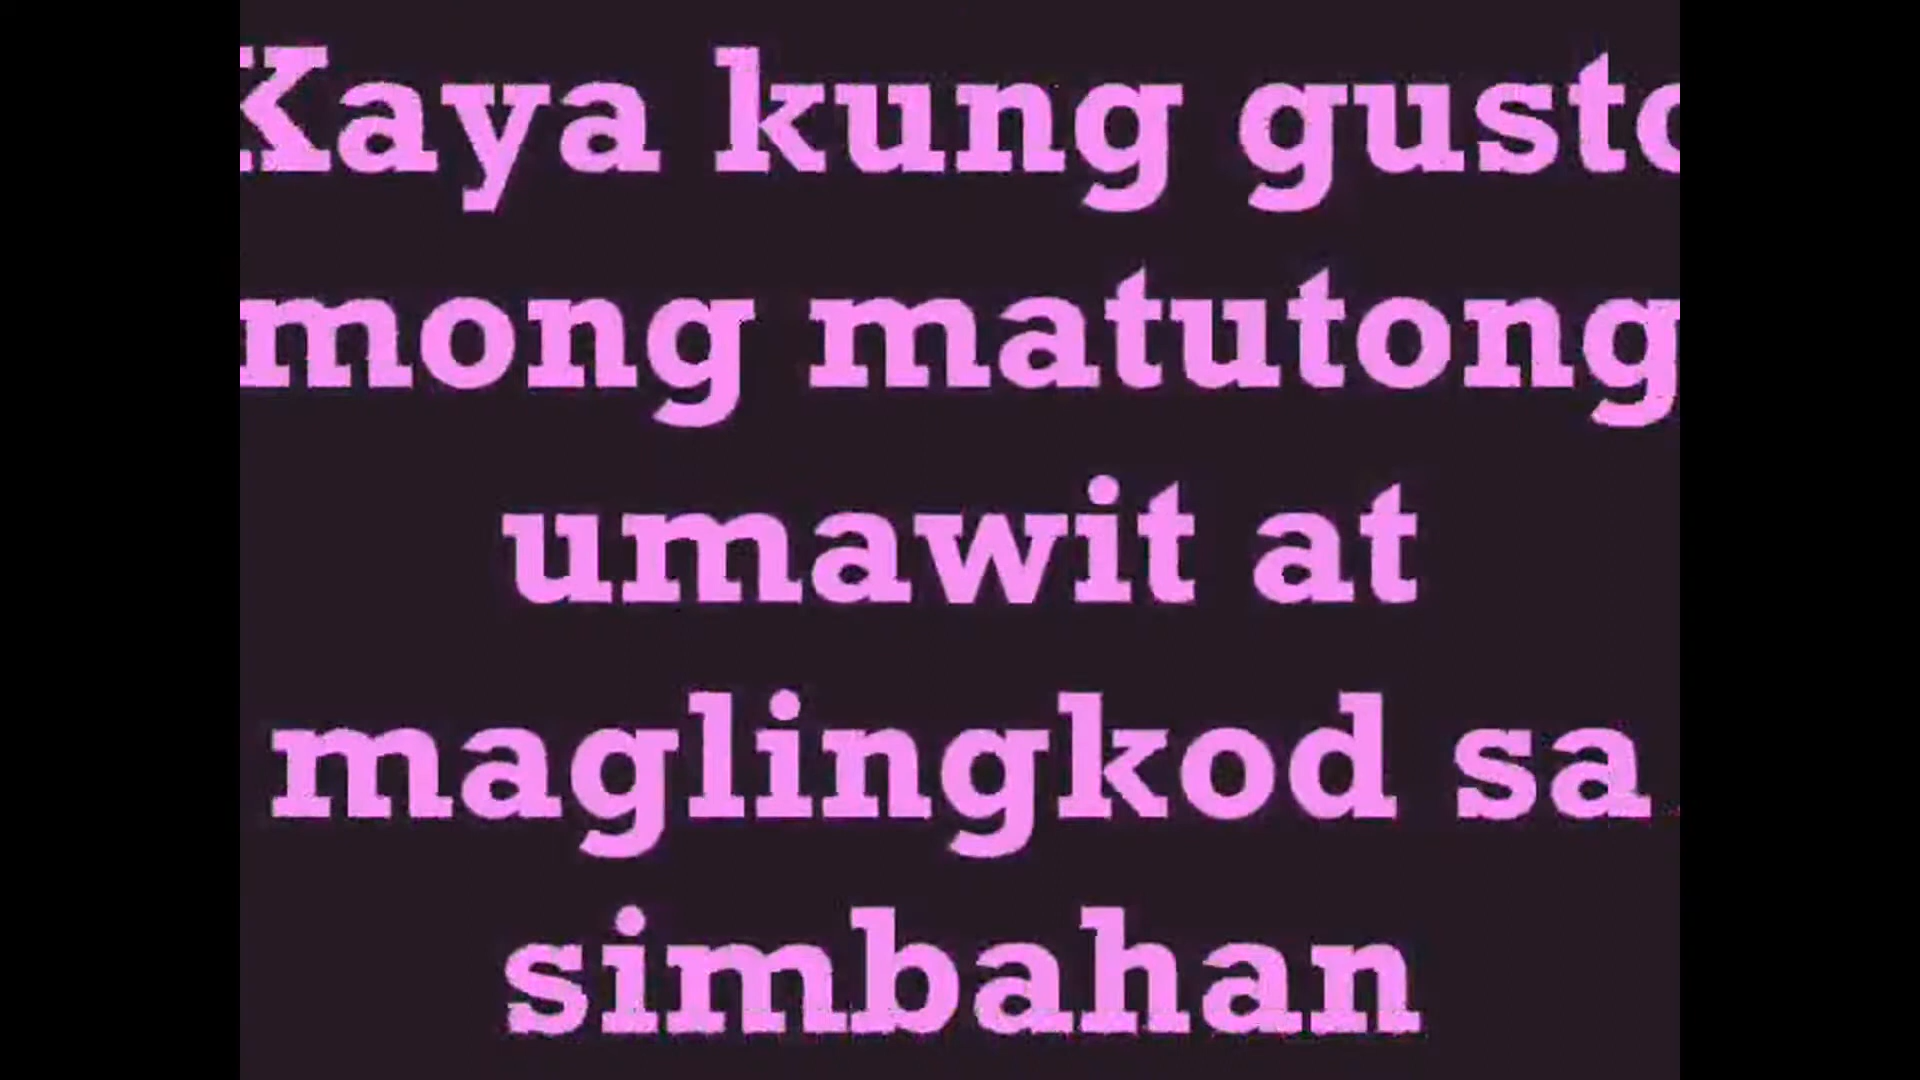 Kaya kung gusto
mong matutong
umawit at
maglingkod sa
simbahan